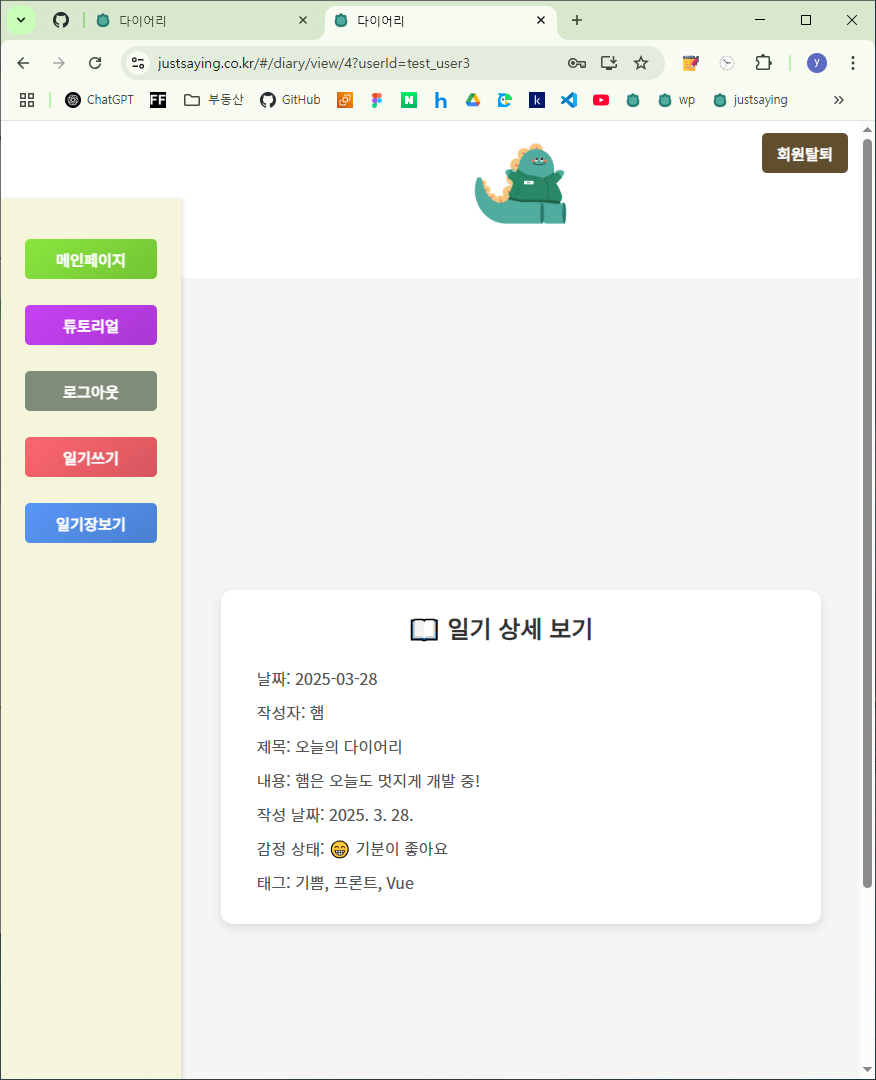 다이어리
다이어리
justsaying.co.kr/#/diary/view/4?userId=test_user3
y
ChatGPT
FF
부동산
GitHub
N
h
k
wp
justsaying
회원탈퇴
메인페이지
튜토리얼
로그아웃
일기쓰기
일기장보기
일기 상세 보기
날짜: 2025-03-28
작성자: 햄
제목: 오늘의 다이어리
내용: 햄은 오늘도 멋지게 개발 중!
작성 날짜: 2025. 3. 28.
감정 상태: 😁 기분이 좋아요
태그: 기쁨, 프론트, Vue